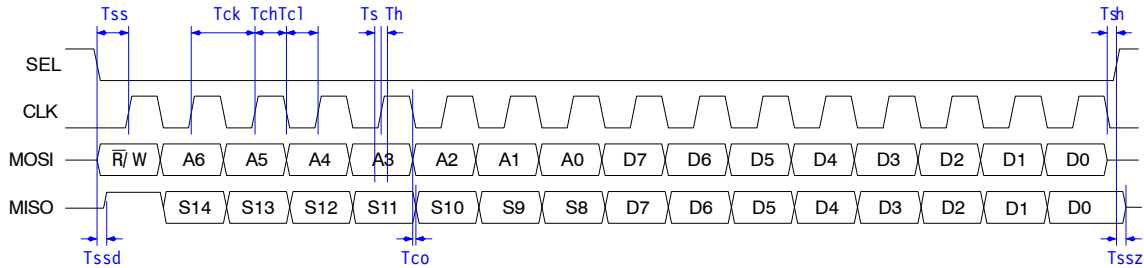 Tss Tck Tch Tcl Ts Th Tsh
SEL
CLK
MOSI R/W A6 A5 A4 A3 A2 A1 A0 D7 D6 D5 D4 D3 D2 D1 D0
MISO S14 S13 S12 S11 S10 S9 S8 D7 D6 D5 D4 D3 D2 D1 D0
Tssd Tco Tssz